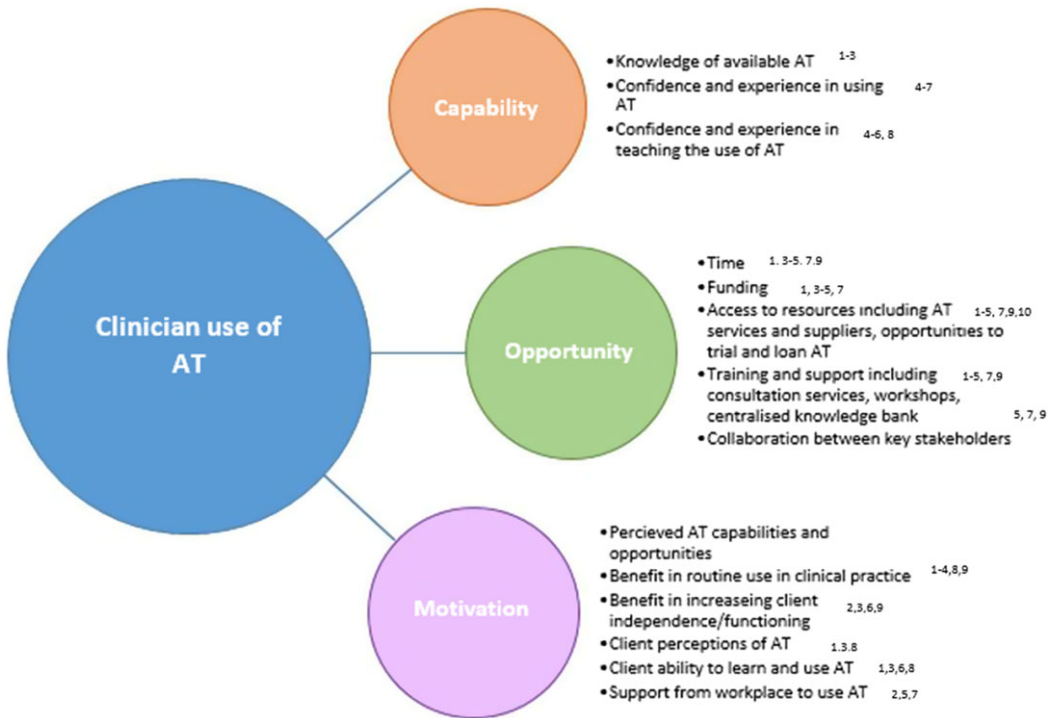 Capability
•Knowledge of available AT 1-3
•Confidence and experience in using 4-7
AT
•Confidence and experience in 4-6, 8
teaching the use of AT
Clinician use of
AT
Opportunity
•Time 1. 3-5. 7.9
•Funding 1, 3-5, 7
•Access to resources including AT 1-5, 7,9,10
services and suppliers, opportunities to
trial and loan AT
•Training and support including 1-5, 7,9
consultation services, workshops,
centralised knowledge bank 5, 7, 9
•Collaboration between key stakeholders
Motivation
•Percieved AT capabilities and
opportunities
•Benefit in routine use in clinical practice 1-4,8,9
•Benefit in increaseing client 2,3,6,9
independence/functioning
•Client perceptions of AT 1.3.8
•Client ability to learn and use AT 1,3,6,8
•Support from workplace to use AT 2,5,7